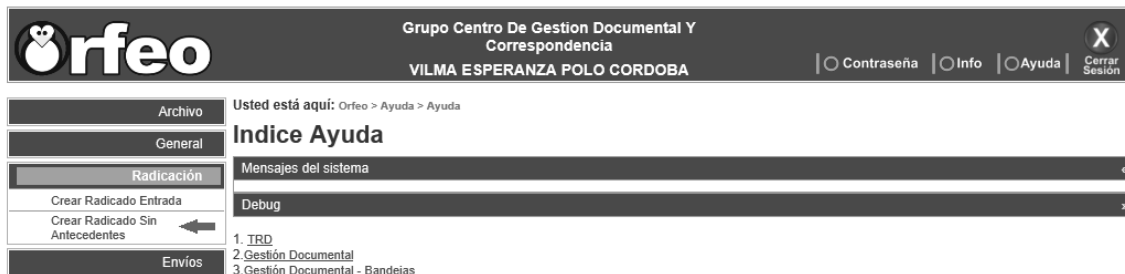 Orfeo
Grupo Centro De Gestion Documental Y
Correspondencia
VILMA ESPERANZA POLO CORDOBA
Contraseña
Info
Ayuda
X
Cerrar
Sesión
Archivo
General
Radicación
Crear Radicado Entrada
Crear Radicado Sin
Antecedentes
Envíos
Usted está aquí: Orfeo > Ayuda > Ayuda
Indice Ayuda
Mensajes del sistema
Debug
1. TRD
2.Gestión Documental
3.Gestión Documental - Bandejas